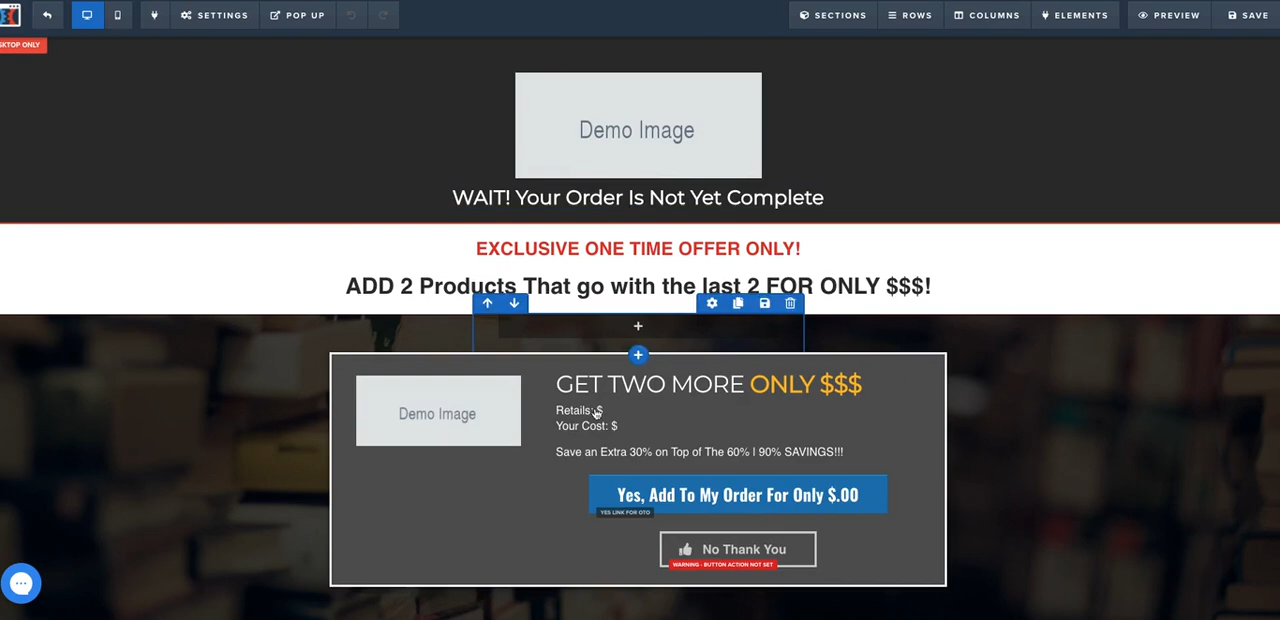 SETTINGS POP UP SECTIONS ROWS COLUMNS ELEMENTS PREVIEW SAVE
KTOP ONLY
Demo Image
WAIT! Your Order Is Not Yet Complete
EXCLUSIVE ONE TIME OFFER ONLY!
ADD 2 Products That go with the last 2 FOR ONLY $$$!
Demo Image
GET TWO MORE ONLY $$$
Retails: $
Your Cost: $
Save an Extra 30% on Top of The 60% | 90% SAVINGS!!!
Yes, Add To My Order For Only $.00
YES LINK FOR OTO
No Thank You
WARNING - BUTTON ACTION NOT SET